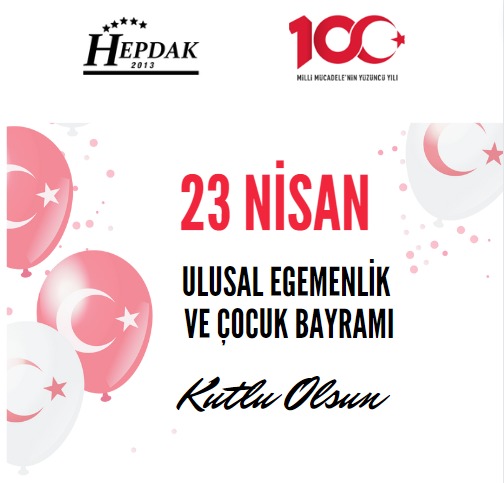 HEPDAK
2013
100
MİLLİ MÜCADELE'NİN YÜZÜNCÜ YILI
23 NİSAN
ULUSAL EGEMENLİK
VE ÇOCUK BAYRAMI
Kutlu Olsun